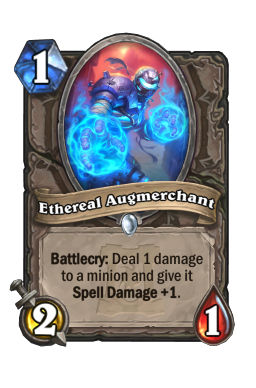 1
Ethereal Augmerchant
Battlecry: Deal 1 damage
to a minion and give it
Spell Damage +1.
2
1